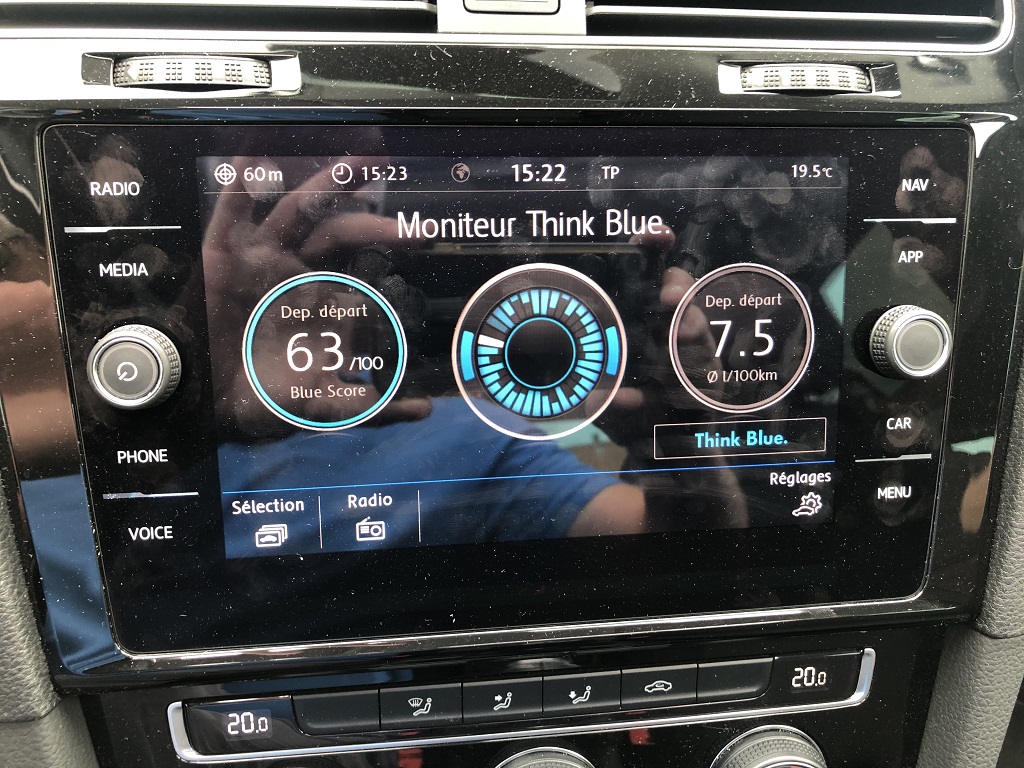 60 m 15:23 15:22 TP 19.5°C
Moniteur Think Blue.
Dep. départ
63 /100
Blue Score
Dep. départ
7.5
Ø l/100km
Think Blue.
Sélection
Radio
Réglages
RADIO
MEDIA
PHONE
VOICE
NAV
APP
CAR
MENU
20.0
20.0